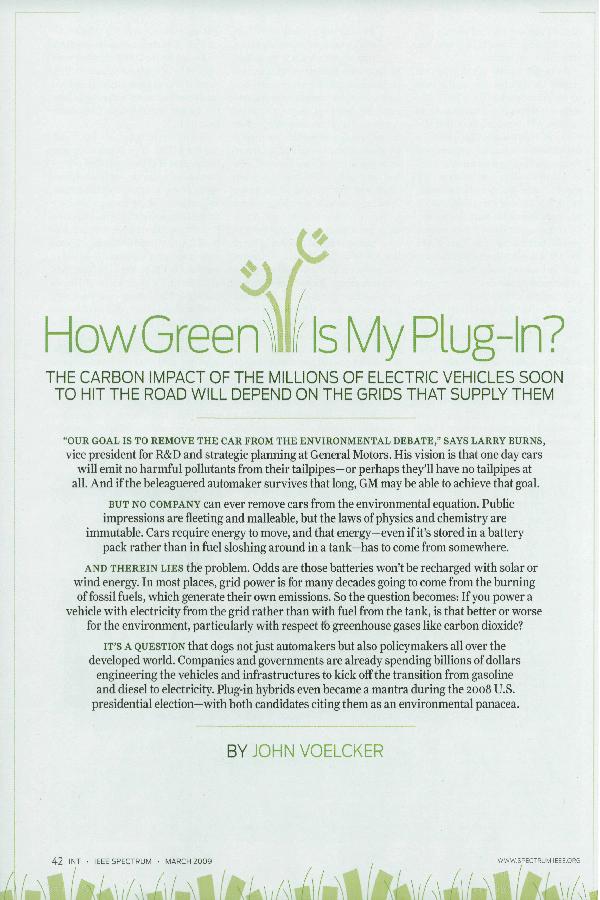 How Green Is My Plug-In?
THE CARBON IMPACT OF THE MILLIONS OF ELECTRIC VEHICLES SOON
TO HIT THE ROAD WILL DEPEND ON THE GRIDS THAT SUPPLY THEM
"OUR GOAL IS TO REMOVE THE CAR FROM THE ENVIRONMENTAL DEBATE," SAYS LARRY BURNS,
vice president for R&D and strategic planning at General Motors. His vision is that one day cars
will emit no harmful pollutants from their tailpipes—or perhaps they'll have no tailpipes at
all. And if the beleaguered automaker survives that long, GM may be able to achieve that goal.
BUT NO COMPANY can ever remove cars from the environmental equation. Public
impressions are fleeting and malleable, but the laws of physics and chemistry are
immutable. Cars require energy to move, and that energy—even if it's stored in a battery
pack rather than in fuel sloshing around in a tank—has to come from somewhere.
AND THEREIN LIES the problem. Odds are those batteries won't be recharged with solar or
wind energy. In most places, grid power is for many decades going to come from the burning
of fossil fuels, which generate their own emissions. So the question becomes: If you power a
vehicle with electricity from the grid rather than with fuel from the tank, is that better or worse
for the environment, particularly with respect to greenhouse gases like carbon dioxide?
IT'S A QUESTION that dogs not just automakers but also policymakers all over the
developed world. Companies and governments are already spending billions of dollars
engineering the vehicles and infrastructures to kick off the transition from gasoline
and diesel to electricity. Plug-in hybrids even became a mantra during the 2008 U.S.
presidential election—with both candidates citing them as an environmental panacea.
BY JOHN VOELCKER
42 INT · IEEE SPECTRUM · MARCH 2009
WWW.SPECTRUM.IEEE.ORG